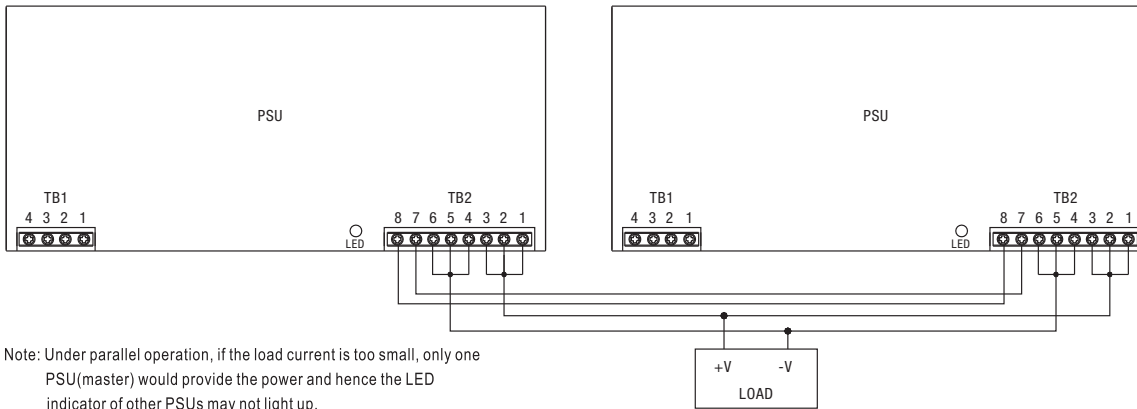 PSU
PSU
TB1
TB2
TB1
TB2
4 3 2 1
8 7 6 5 4 3 2 1
4 3 2 1
8 7 6 5 4 3 2 1
LED
LED
Note: Under parallel operation, if the load current is too small, only one
PSU(master) would provide the power and hence the LED
indicator of other PSUs may not light up.
+V -V
LOAD